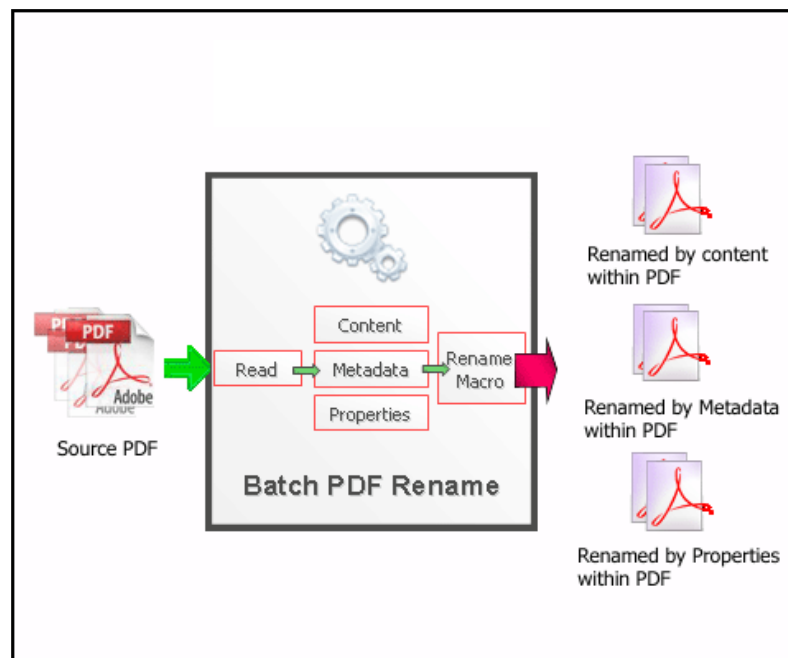 Renamed by content
within PDF
Content
PDF
PDF
Read
Metadata
Rename
Macro
Adobe
Adobe
Renamed by Metadata
within PDF
Source PDF
Properties
Batch PDF Rename
Renamed by Properties
within PDF